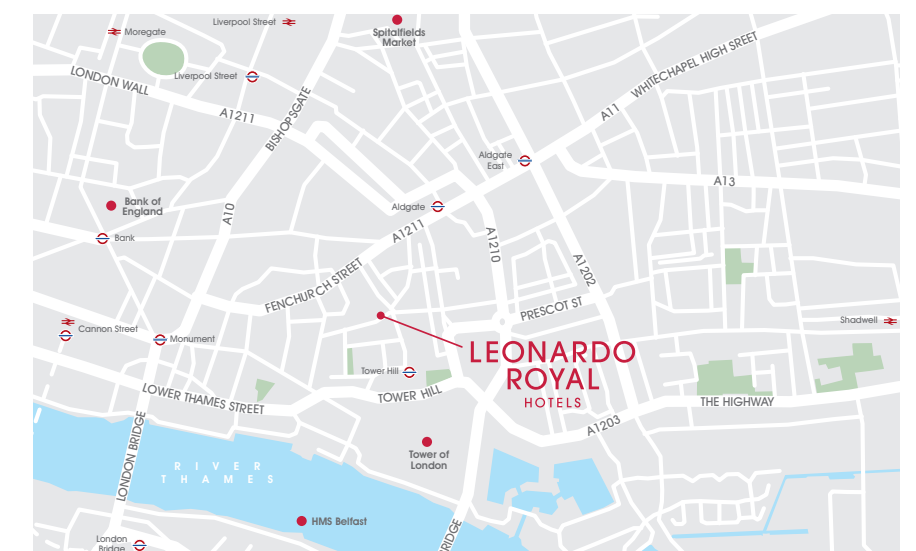 Liverpool Street
Moregate
Spitalfields
Market
Liverpool Street
LONDON WALL
WHITECHAPEL HIGH SREET
A11
A1211
BISHOPSGATE
Aldgate
East
A13
Bank of
England
Aldgate
A10
A1211
A1210
Bank
A1202
FENCHURCH STREET
PRESCOT ST
Shadwell
Cannon Street
Monument
LEONARDO
ROYAL
HOTELS
Tower Hill
TOWER HILL
LOWER THAMES STREET
THE HIGHWAY
A1203
LONDON BRIDGE
Tower of
London
RIVER
THAMES
HMS Belfast
RIDGE
London
Bridge